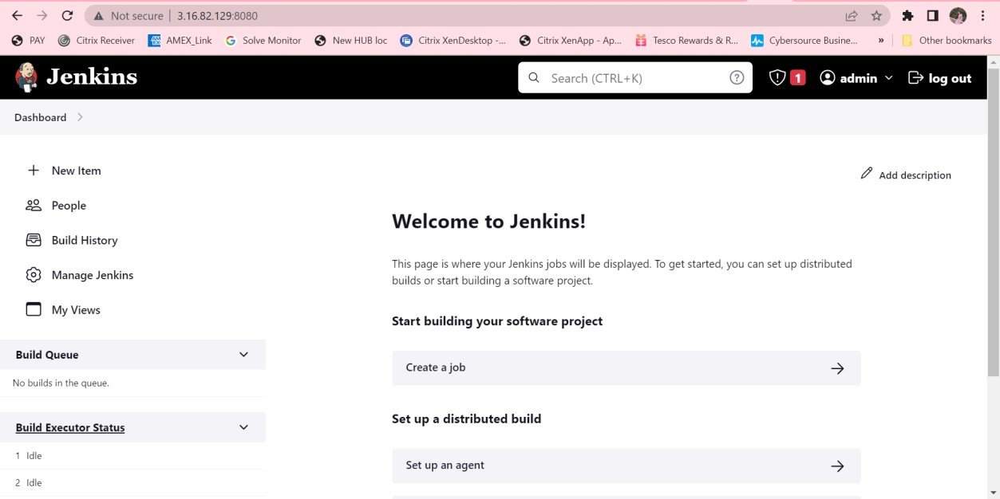 Not secure | 3.16.82.129:8080
PAY Citrix Receiver AMEX_Link Solve Monitor New HUB loc Citrix XenDesktop -... Citrix XenApp - Ap... Tesco Rewards & R... Cybersource Busine... » Other bookmarks
Jenkins Search (CTRL+K) 1 admin log out
Dashboard
New Item
Add description
People
Welcome to Jenkins!
Build History
This page is where your Jenkins jobs will be displayed. To get started, you can set up distributed
builds or start building a software project.
Manage Jenkins
My Views
Start building your software project
Build Queue
Create a job
No builds in the queue.
Set up a distributed build
Build Executor Status
1 Idle
Set up an agent
2 Idle